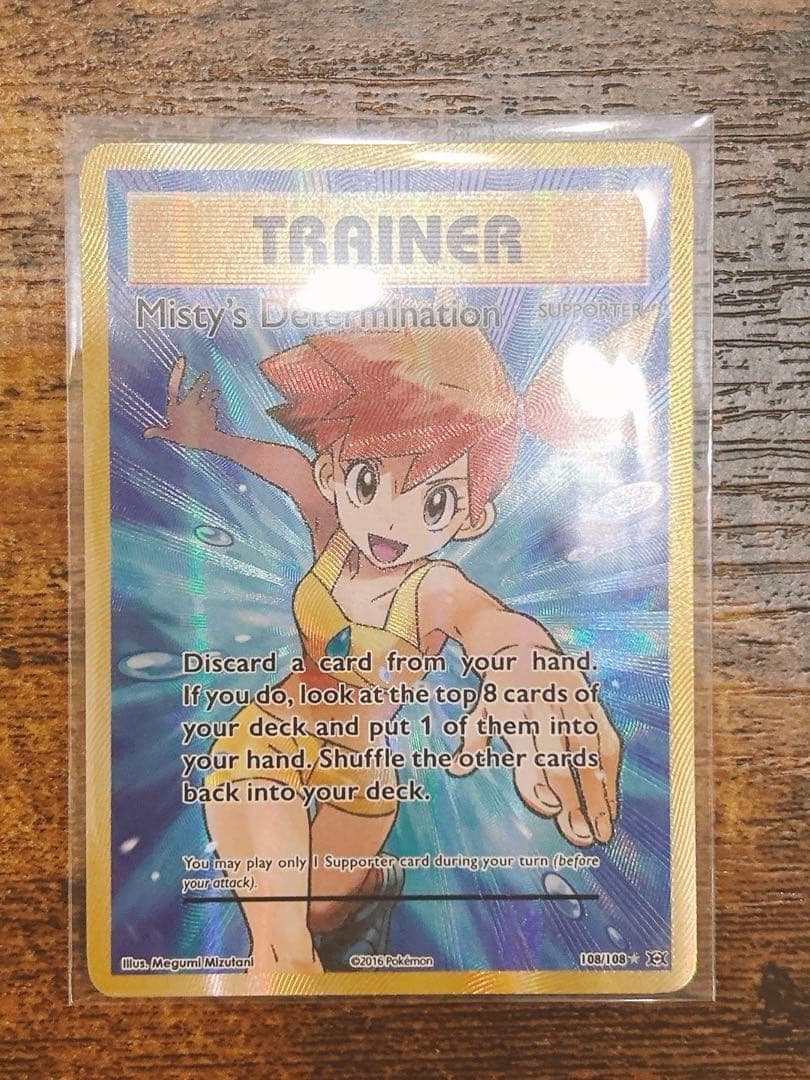 TRAINER
Misty's Determination
SUPPORTER
Discard a card from your hand.
If you do, look at the top 8 cards of
your deck and put 1 of them into
your hand. Shuffle the other cards
back into your deck.
You may play only 1 Supporter card during your turn (before
your attack).
Illus. Megumi Mizutani
©2016 Pokémon
108/108★